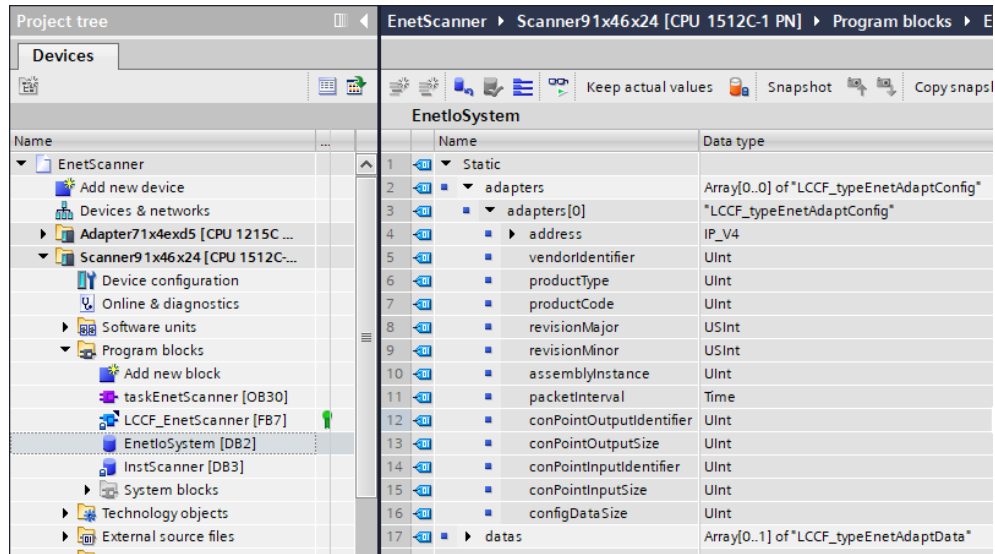 Project tree
EnetScanner ▸ Scanner91x46x24 [CPU 1512C-1 PN] ▸ Program blocks ▸ E
Devices
Keep actual values Snapshot Copy snapsl
EnetIoSystem
Name ...
EnetScanner
Add new device
Devices & networks
Adapter71x4exd5 [CPU 1215C ...
Scanner91x46x24 [CPU 1512C-...
Device configuration
Online & diagnostics
Software units
Program blocks
Add new block
taskEnetScanner [OB30]
LCCF_EnetScanner [FB7]
EnetIoSystem [DB2]
InstScanner [DB3]
System blocks
Technology objects
External source files
Name Data type
1 Static
2 adapters Array[0..0] of "LCCF_typeEnetAdaptConfig"
3 adapters[0] "LCCF_typeEnetAdaptConfig"
4 address IP_V4
5 vendorIdentifier UInt
6 productType UInt
7 productCode UInt
8 revisionMajor USInt
9 revisionMinor USInt
10 assemblyInstance UInt
11 packetInterval Time
12 conPointOutputIdentifier UInt
13 conPointOutputSize UInt
14 conPointInputIdentifier UInt
15 conPointInputSize UInt
16 configDataSize UInt
17 datas Array[0..1] of "LCCF_typeEnetAdaptData"